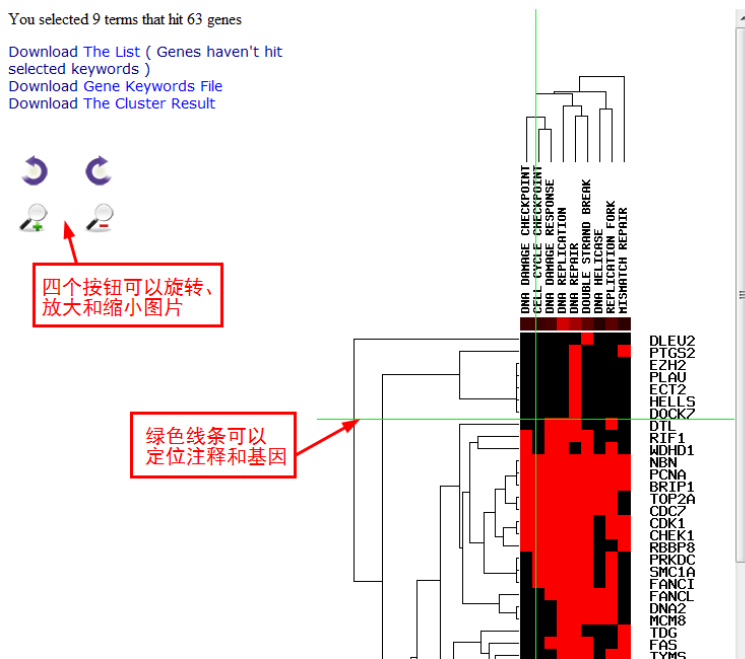 You selected 9 terms that hit 63 genes
Download The List ( Genes haven't hit
selected keywords )
Download Gene Keywords File
Download The Cluster Result
四个按钮可以旋转、
放大和缩小图片
绿色线条可以
定位注释和基因
DNA DAMAGE CHECKPOINT
CELL CYCLE CHECKPOINT
DNA DAMAGE RESPONSE
DNA REPLICATION
DNA REPAIR
DOUBLE STRAND BREAK
DNA HELICASE
REPLICATION FORK
MISMATCH REPAIR
DLEU2
PTGS2
EZH2
PLAU
ECT2
HELLS
DOCK7
DTL
RIF1
WDHD1
NBN
PCNA
BRIP1
TOP2A
CDC7
CDK1
CHEK1
RBBP8
PRKDC
SMC1A
FANCI
FANCL
DNA2
MCM8
TDG
FAS
TYMS